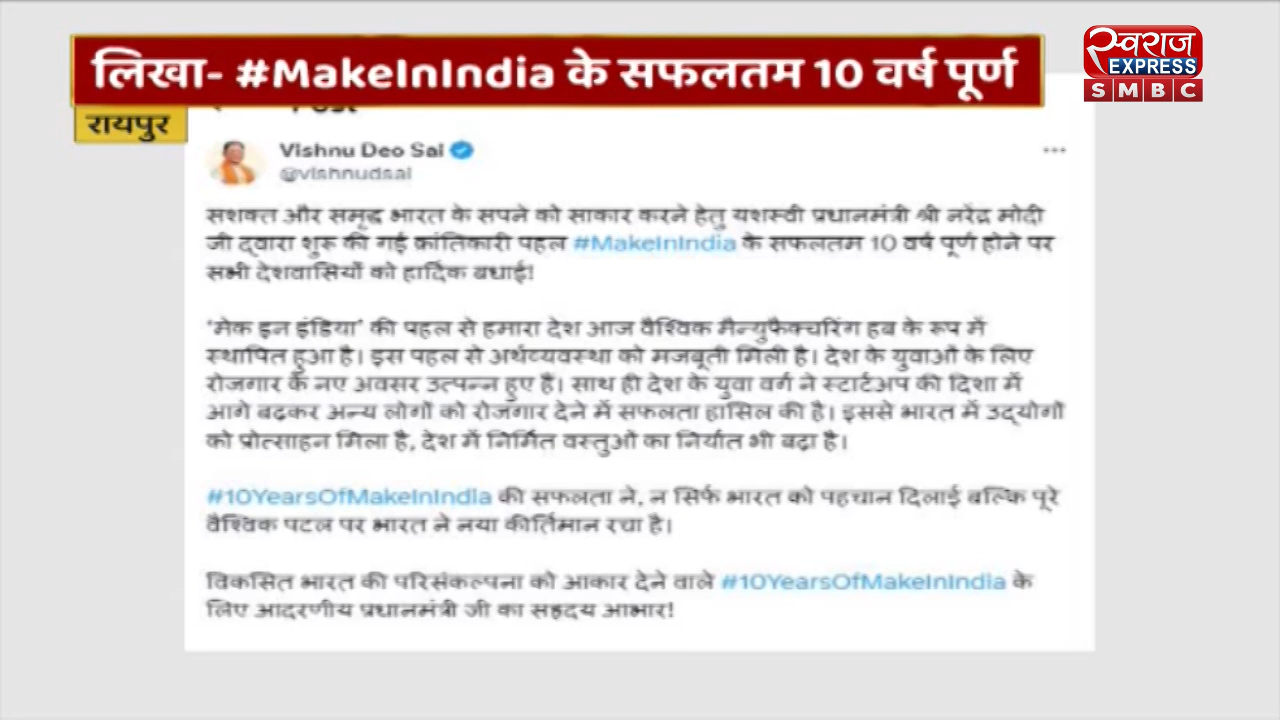 लिखा- #MakeInIndia के सफलतम 10 वर्ष पूर्ण
स्वराज
EXPRESS
SMBC
रायपुर
Post
Vishnu Deo Sai
@vishnudsai
सशक्त और समृद्ध भारत के सपने को साकार करने हेतु यशस्वी प्रधानमंत्री श्री नरेंद्र मोदी
जी द्वारा शुरू की गई क्रांतिकारी पहल #MakeInIndia के सफलतम 10 वर्ष पूर्ण होने पर
सभी देशवासियों को हार्दिक बधाई!
'मेक इन इंडिया' की पहल से हमारा देश आज वैश्विक मैन्युफैक्चरिंग हब के रूप में
स्थापित हुआ है। इस पहल से अर्थव्यवस्था को मजबूती मिली है। देश के युवाओं के लिए
रोजगार के नए अवसर उत्पन्न हुए हैं। साथ ही देश के युवा वर्ग ने स्टार्टअप की दिशा में
आगे बढ़कर अन्य लोगों को रोजगार देने में सफलता हासिल की है। इससे भारत में उद्योगों
को प्रोत्साहन मिला है, देश में निर्मित वस्तुओं का निर्यात भी बढ़ा है।
#10YearsOfMakeInIndia की सफलता ने, न सिर्फ भारत को पहचान दिलाई बल्कि पूरे
वैश्विक पटल पर भारत ने नया कीर्तिमान रचा है।
विकसित भारत की परिसंकल्पना को आकार देने वाले #10YearsOfMakeInIndia के
लिए आदरणीय प्रधानमंत्री जी का सहृदय आभार!